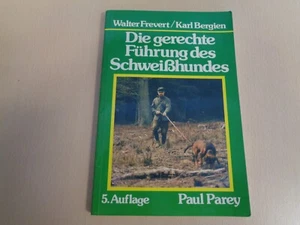 Walter Frevert/Karl Bergien
Die gerechte
Führung des
Schweißhundes
5. Auflage
Paul Parey